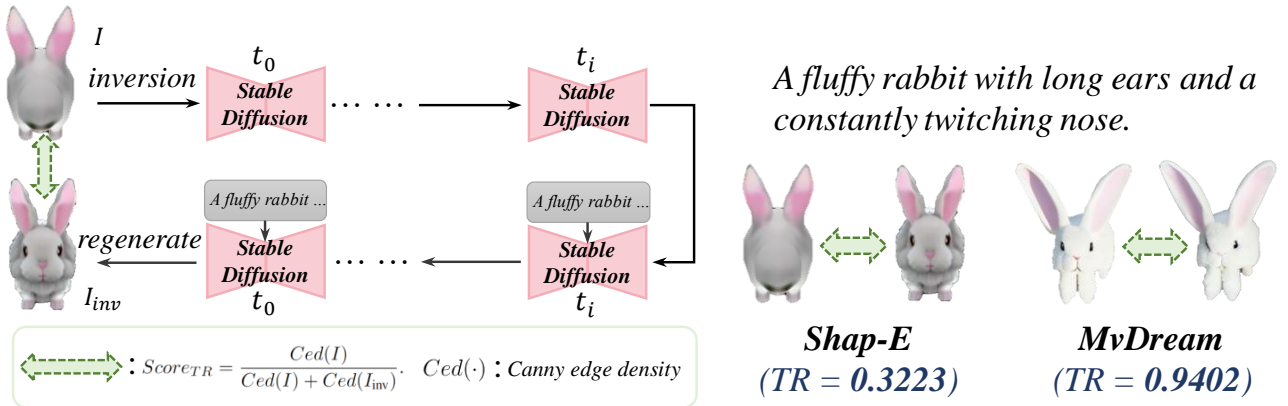 I
inversion
t₀
Stable
Diffusion
... ...
tᵢ
Stable
Diffusion
A fluffy rabbit ...
A fluffy rabbit ...
regenerate
Stable
Diffusion
t₀
... ...
Stable
Diffusion
tᵢ
I_inv
: Score_TR = Ced(I) / (Ced(I) + Ced(I_inv)). Ced(·) : Canny edge density
A fluffy rabbit with long ears and a
constantly twitching nose.
Shap-E
(TR = 0.3223)
MvDream
(TR = 0.9402)